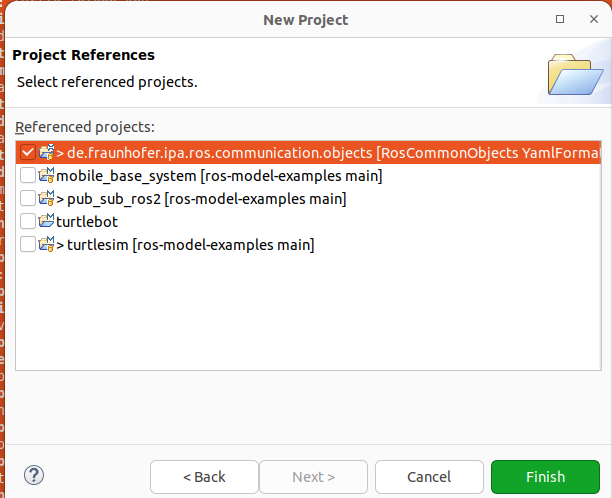 New Project
Project References
Select referenced projects.
Referenced projects:
> de.fraunhofer.ipa.ros.communication.objects [RosCommonObjects YamlFormat
mobile_base_system [ros-model-examples main]
> pub_sub_ros2 [ros-model-examples main]
turtlebot
> turtlesim [ros-model-examples main]
< Back
Next >
Cancel
Finish